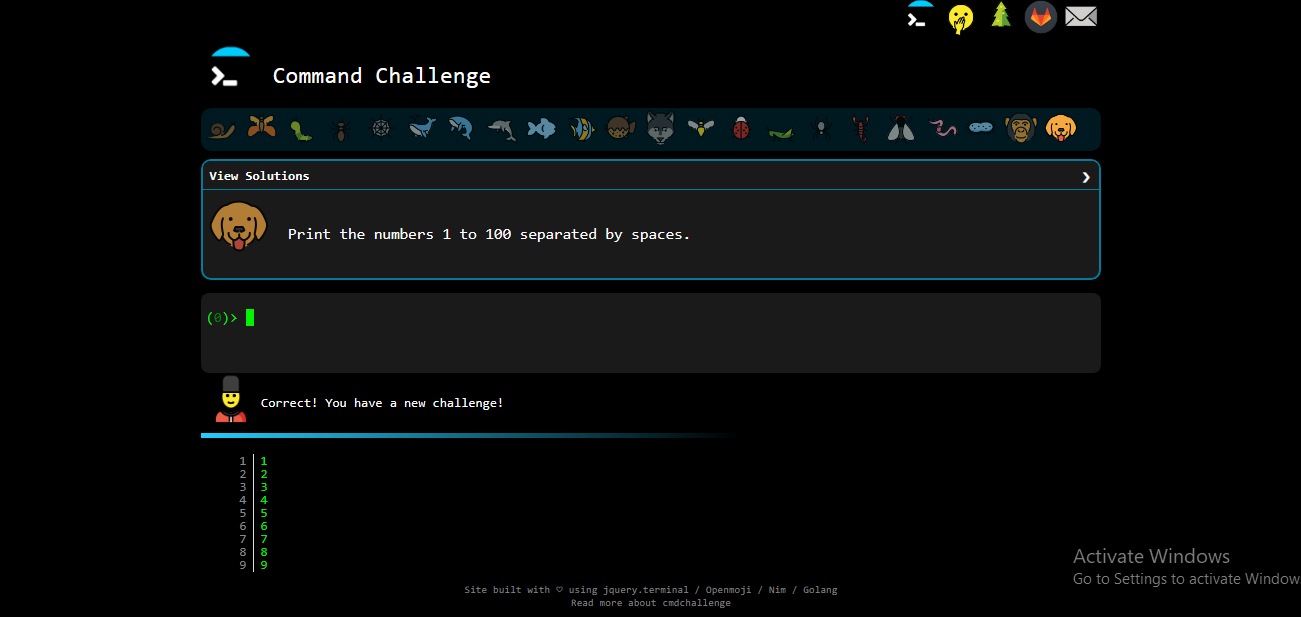 Command Challenge
View Solutions
Print the numbers 1 to 100 separated by spaces.
(0)>
Correct! You have a new challenge!
1 1
2 2
3 3
4 4
5 5
6 6
7 7
8 8
9 9
Activate Windows
Go to Settings to activate Window
Site built with ♡ using jquery.terminal / Openmoji / Nim / Golang
Read more about cmdchallenge